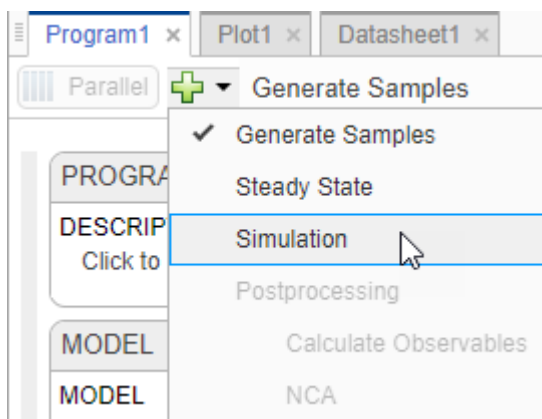 Program1 × Plot1 × Datasheet1 ×
Parallel Generate Samples
Generate Samples
PROGRA
Steady State
DESCRIP
Simulation
Click to
Postprocessing
MODEL
Calculate Observables
MODEL
NCA